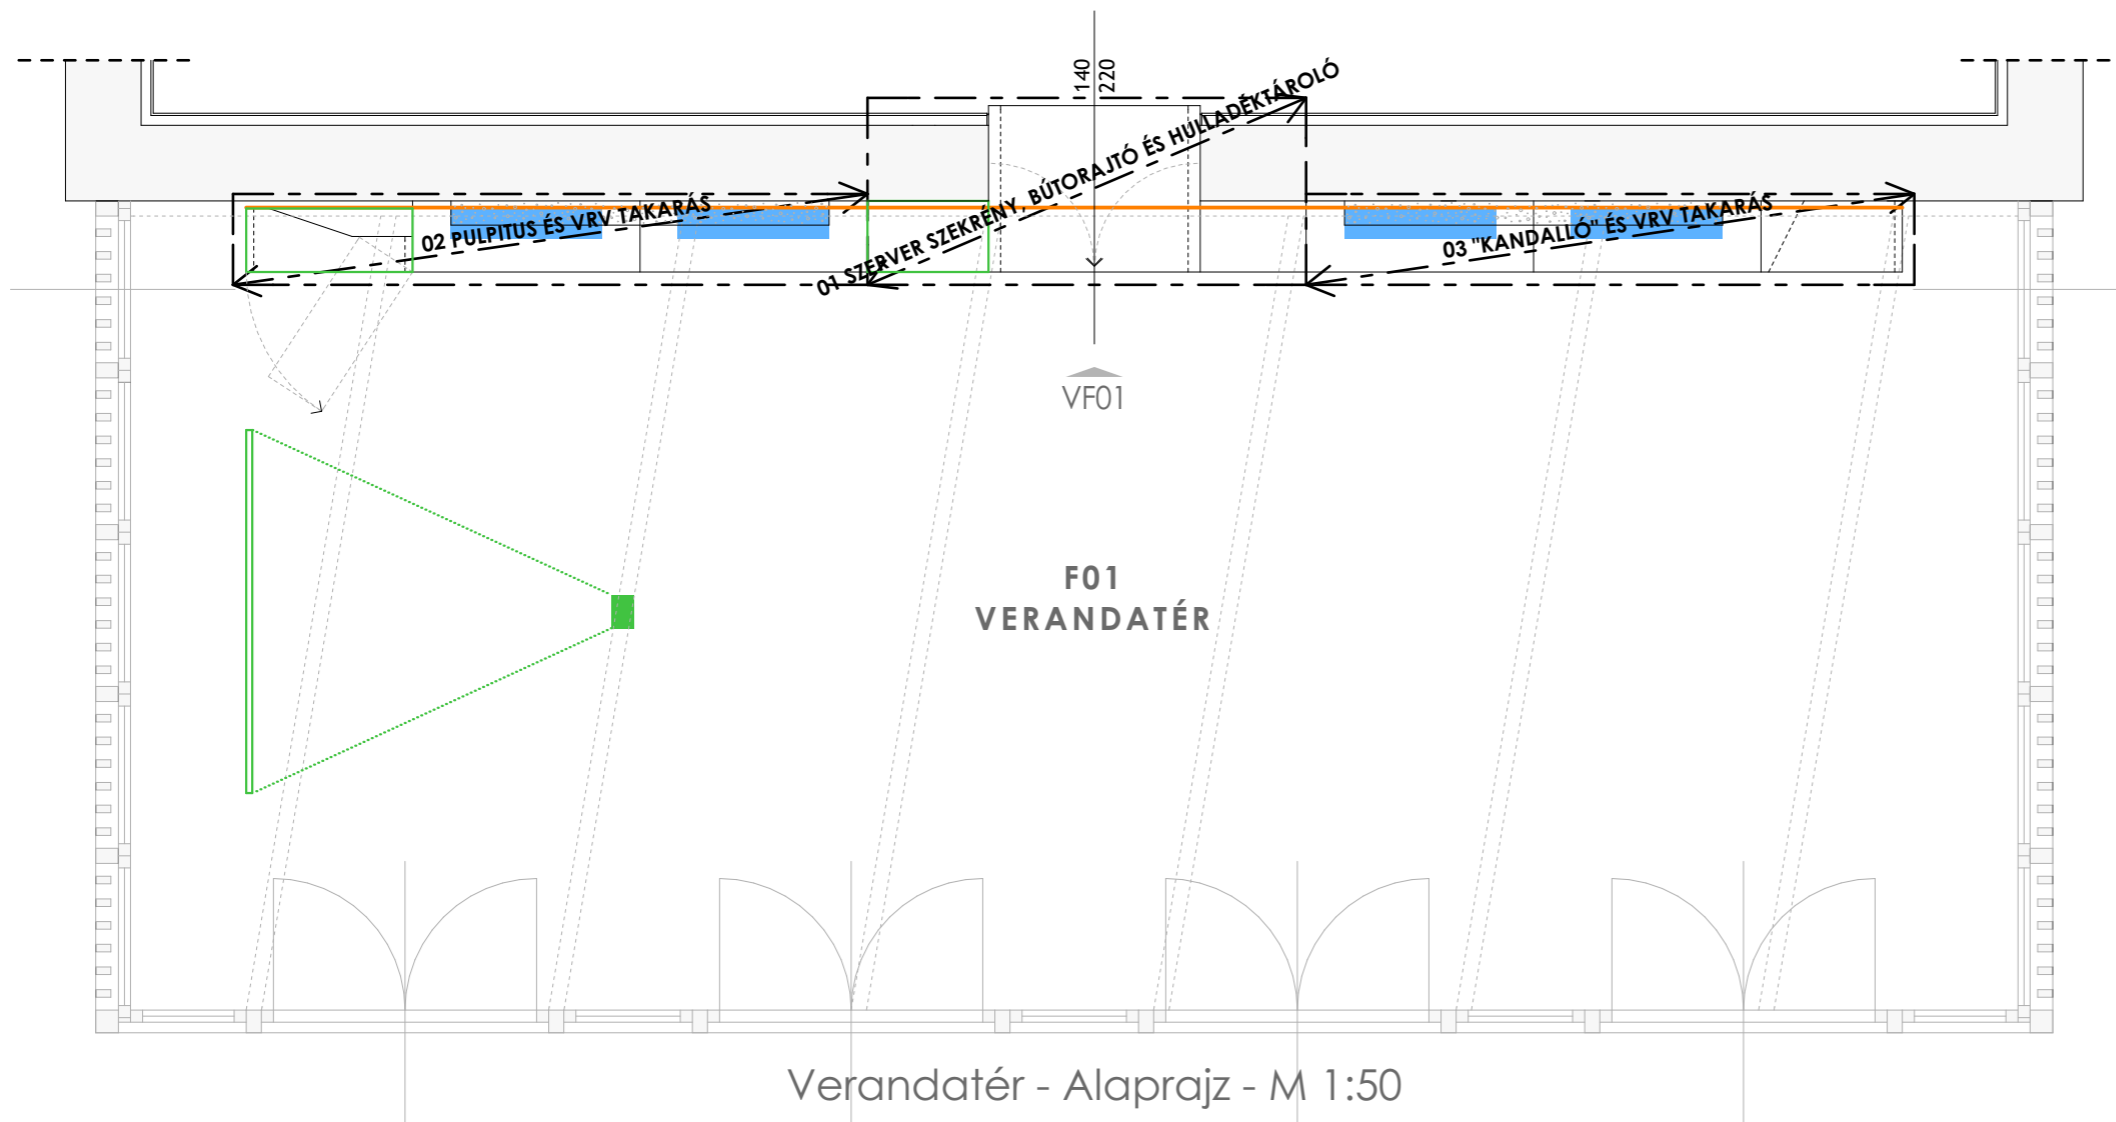 140
220
01 SZERVER SZEKRÉNY, BÚTORAJTÓ ÉS HULLADÉKTÁROLÓ
02 PULPITUS ÉS VRV TAKARÁS
03 "KANDALLÓ" ÉS VRV TAKARÁS
VF01
F01
VERANDATÉR
Verandatér - Alaprajz - M 1:50